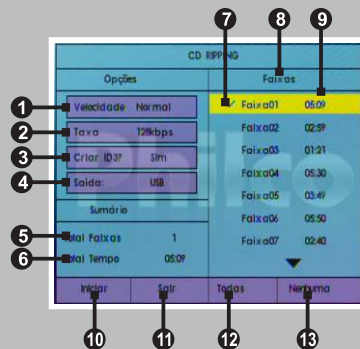 7 8 9
CD RIPPING
Opções Faixas
1 Velocidade Normal
2 Taxa 128kbps
3 Criar ID3? Sim
4 Saída: USB
Sumário
5 Total Faixas 1
6 Total Tempo 05:09
Faixa01 05:09
Faixa02 02:59
Faixa03 01:21
Faixa04 05:30
Faixa05 03:49
Faixa06 05:50
Faixa07 02:40
Philco
Iniciar Sair Todas Nenhuma
10 11 12 13